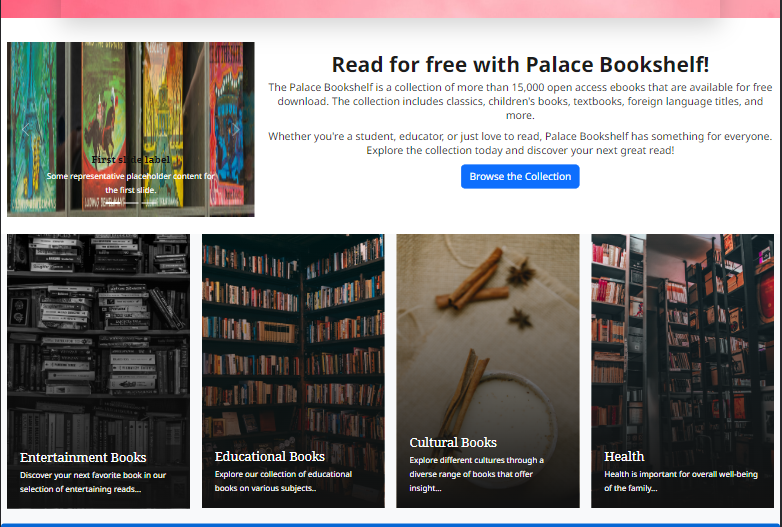 Read for free with Palace Bookshelf!
The Palace Bookshelf is a collection of more than 15,000 open access ebooks that are available for free
download. The collection includes classics, children's books, textbooks, foreign language titles, and
more.
Whether you're a student, educator, or just love to read, Palace Bookshelf has something for everyone.
Explore the collection today and discover your next great read!
Browse the Collection
First slide label
Some representative placeholder content for
the first slide.
LUDWIG BEMELMANS
Entertainment Books
Discover your next favorite book in our
selection of entertaining reads...
Educational Books
Explore our collection of educational
books on various subjects..
Cultural Books
Explore different cultures through a
diverse range of books that offer
insight...
Health
Health is important for overall well-being
of the family...